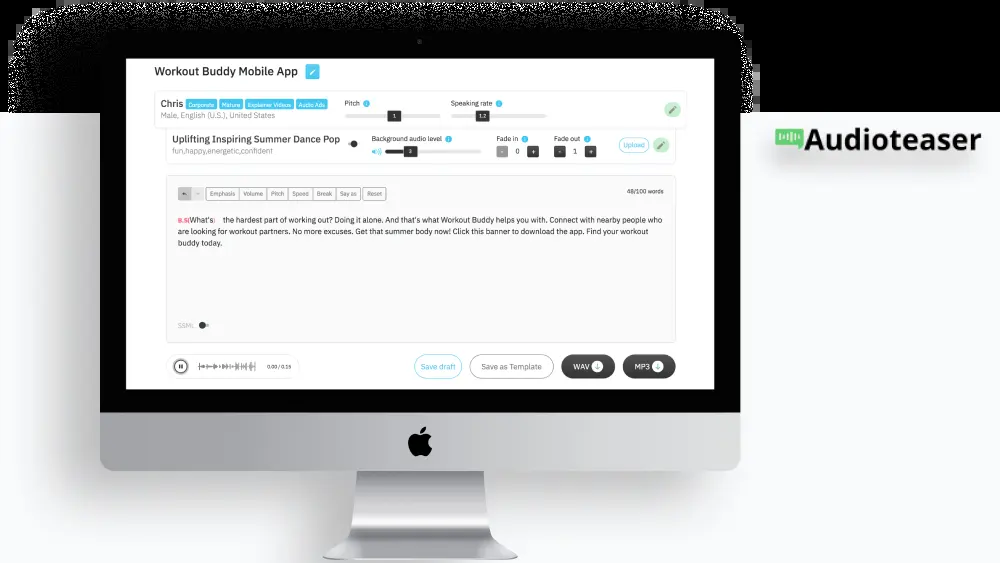 Workout Buddy Mobile App
Chris Corporate Mature Explainer Videos Audio Ads
Male, English (U.S.), United States
Pitch 1
Speaking rate 1.2
Uplifting Inspiring Summer Dance Pop
fun,happy,energetic,confident
Background audio level 3
Fade in - 0 +
Fade out - 1 +
Upload
Emphasis Volume Pitch Speed Break Say as Reset
48/100 words
What's the hardest part of working out? Doing it alone. And that's what Workout Buddy helps you with. Connect with nearby people who
are looking for workout partners. No more excuses. Get that summer body now! Click this banner to download the app. Find your workout
buddy today.
SSML
0:00 / 0:15
Save draft Save as Template WAV MP3
Audioteaser